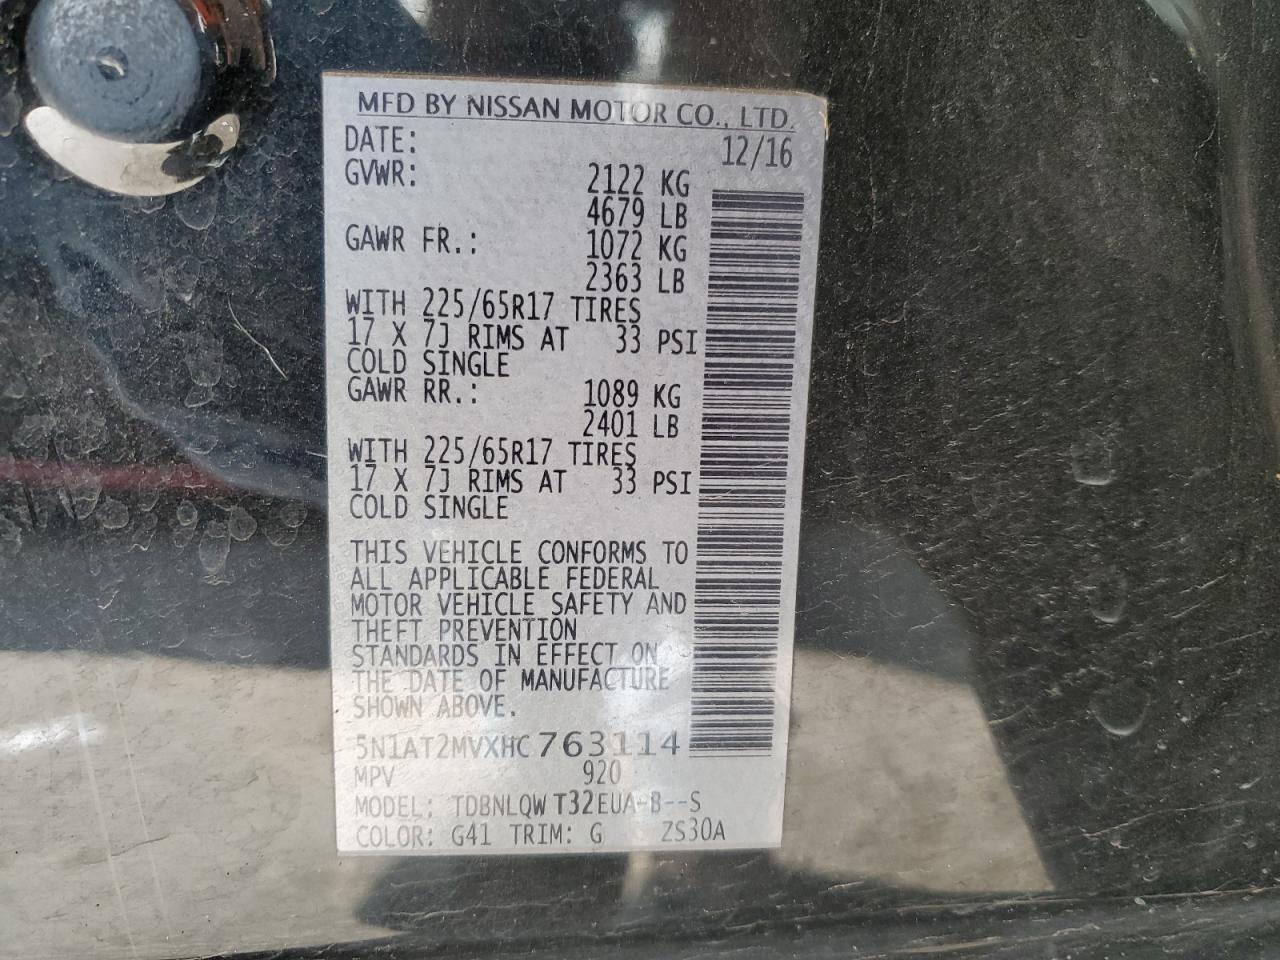 MFD BY NISSAN MOTOR CO., LTD.
DATE: 12/16
GVWR: 2122 KG
4679 LB
GAWR FR.: 1072 KG
2363 LB
WITH 225/65R17 TIRES
17 X 7J RIMS AT 33 PSI
COLD SINGLE
GAWR RR.: 1089 KG
2401 LB
WITH 225/65R17 TIRES
17 X 7J RIMS AT 33 PSI
COLD SINGLE
THIS VEHICLE CONFORMS TO
ALL APPLICABLE FEDERAL
MOTOR VEHICLE SAFETY AND
THEFT PREVENTION
STANDARDS IN EFFECT ON
THE DATE OF MANUFACTURE
SHOWN ABOVE.
5N1AT2MVXHC763114
MPV 920
MODEL: TDBNLQW T32EUA-B--S
COLOR: G41 TRIM: G ZS30A